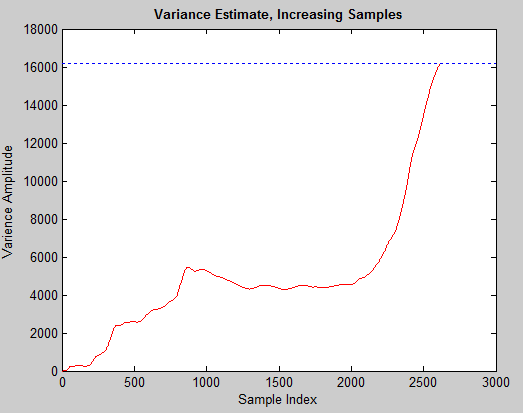 Variance Estimate, Increasing Samples
18000
16000
14000
12000
10000
8000
6000
4000
2000
0
Varience Amplitude
0 500 1000 1500 2000 2500 3000
Sample Index